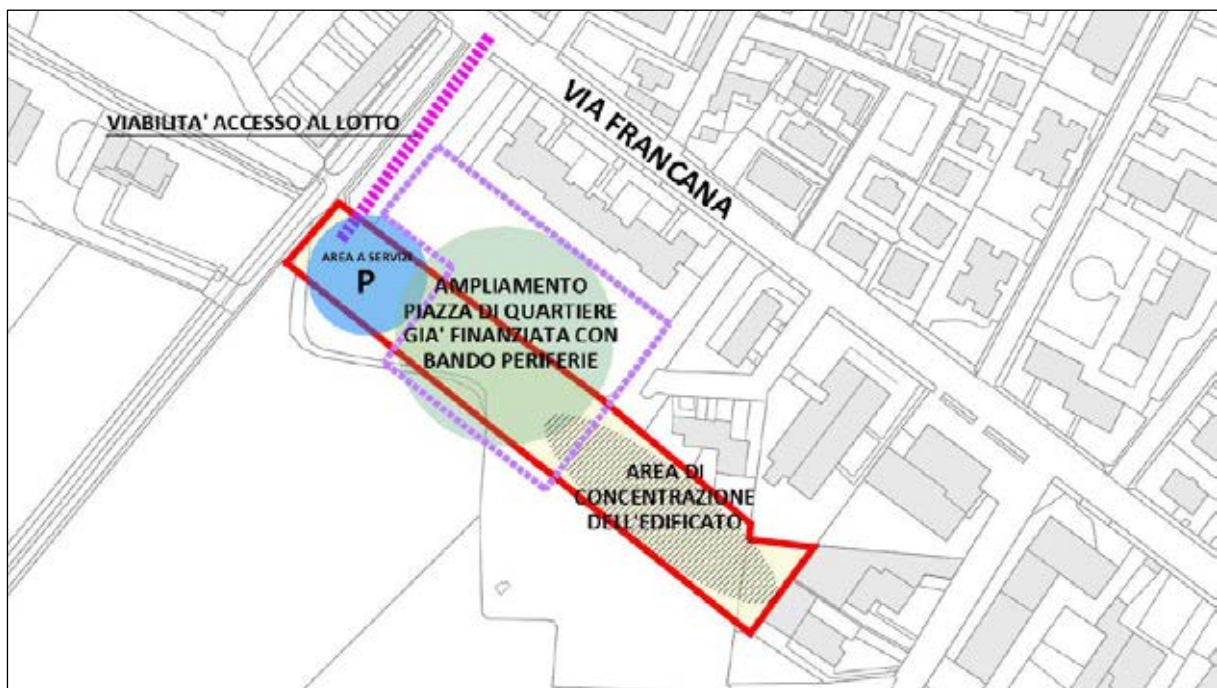 VIABILITA' ACCESSO AL LOTTO
VIA FRANCANA
AREA A SERVIZI
P
AMPLIAMENTO
PIAZZA DI QUARTIERE
GIA' FINANZIATA CON
BANDO PERIFERIE
AREA DI
CONCENTRAZIONE
DELL'EDIFICATO